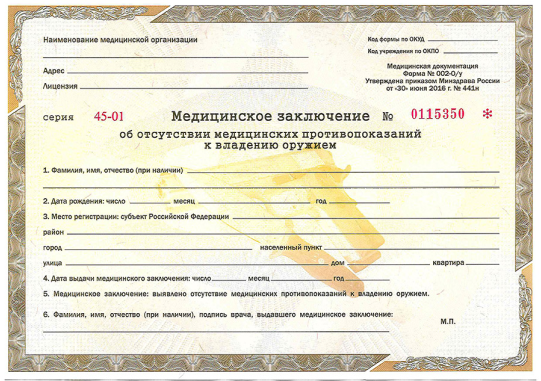 Наименование медицинской организации
Код формы по ОКУД
Код учреждения по ОКПО
Адрес
Лицензия
Медицинская документация
Форма № 002-О/у
Утверждена приказом Минздрава России
от «30» июня 2016 г. № 441н
серия 45-01 Медицинское заключение № 0115350 *
об отсутствии медицинских противопоказаний
к владению оружием
1. Фамилия, имя, отчество (при наличии)
2. Дата рождения: число месяц год
3. Место регистрации: субъект Российской Федерации
район
город населенный пункт
улица дом квартира
4. Дата выдачи медицинского заключения: число месяц год
5. Медицинское заключение: выявлено отсутствие медицинских противопоказаний к владению оружием.
6. Фамилия, имя, отчество (при наличии), подпись врача, выдавшего медицинское заключение:
М.П.